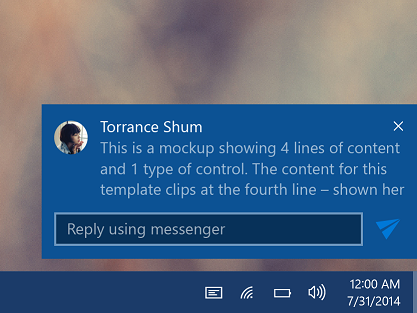 Torrance Shum
This is a mockup showing 4 lines of content
and 1 type of control. The content for this
template clips at the fourth line – shown her
Reply using messenger
12:00 AM
7/31/2014